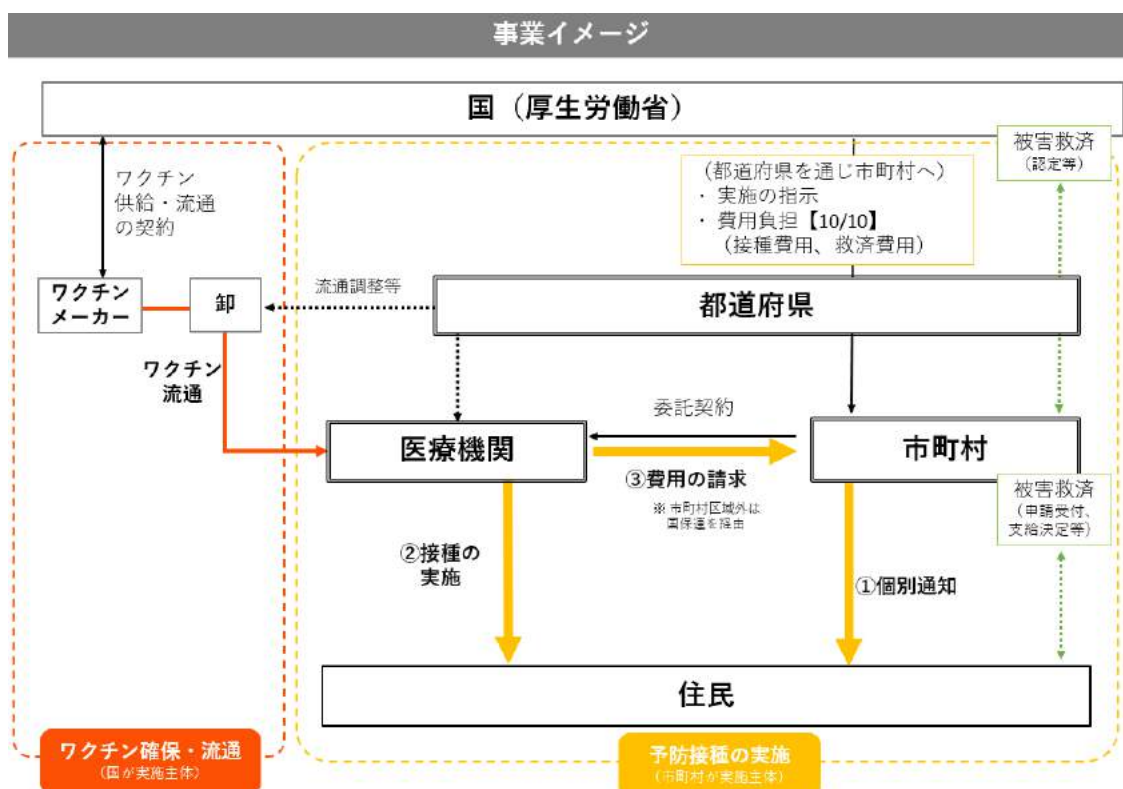 事業イメージ
国（厚生労働省）
被害救済
（認定等）
（都道府県を通じ市町村へ）
・ 実施の指示
・ 費用負担【10/10】
（接種費用、救済費用）
ワクチン
供給・流通
の契約
ワクチン
メーカー
卸
流通調整等
都道府県
ワクチン
流通
委託契約
医療機関
市町村
③費用の請求
※ 市町村区域外は
国保連を経由
被害救済
（申請受付、
支給決定等）
②接種の
実施
①個別通知
住民
ワクチン確保・流通
（国が実施主体）
予防接種の実施
（市町村が実施主体）